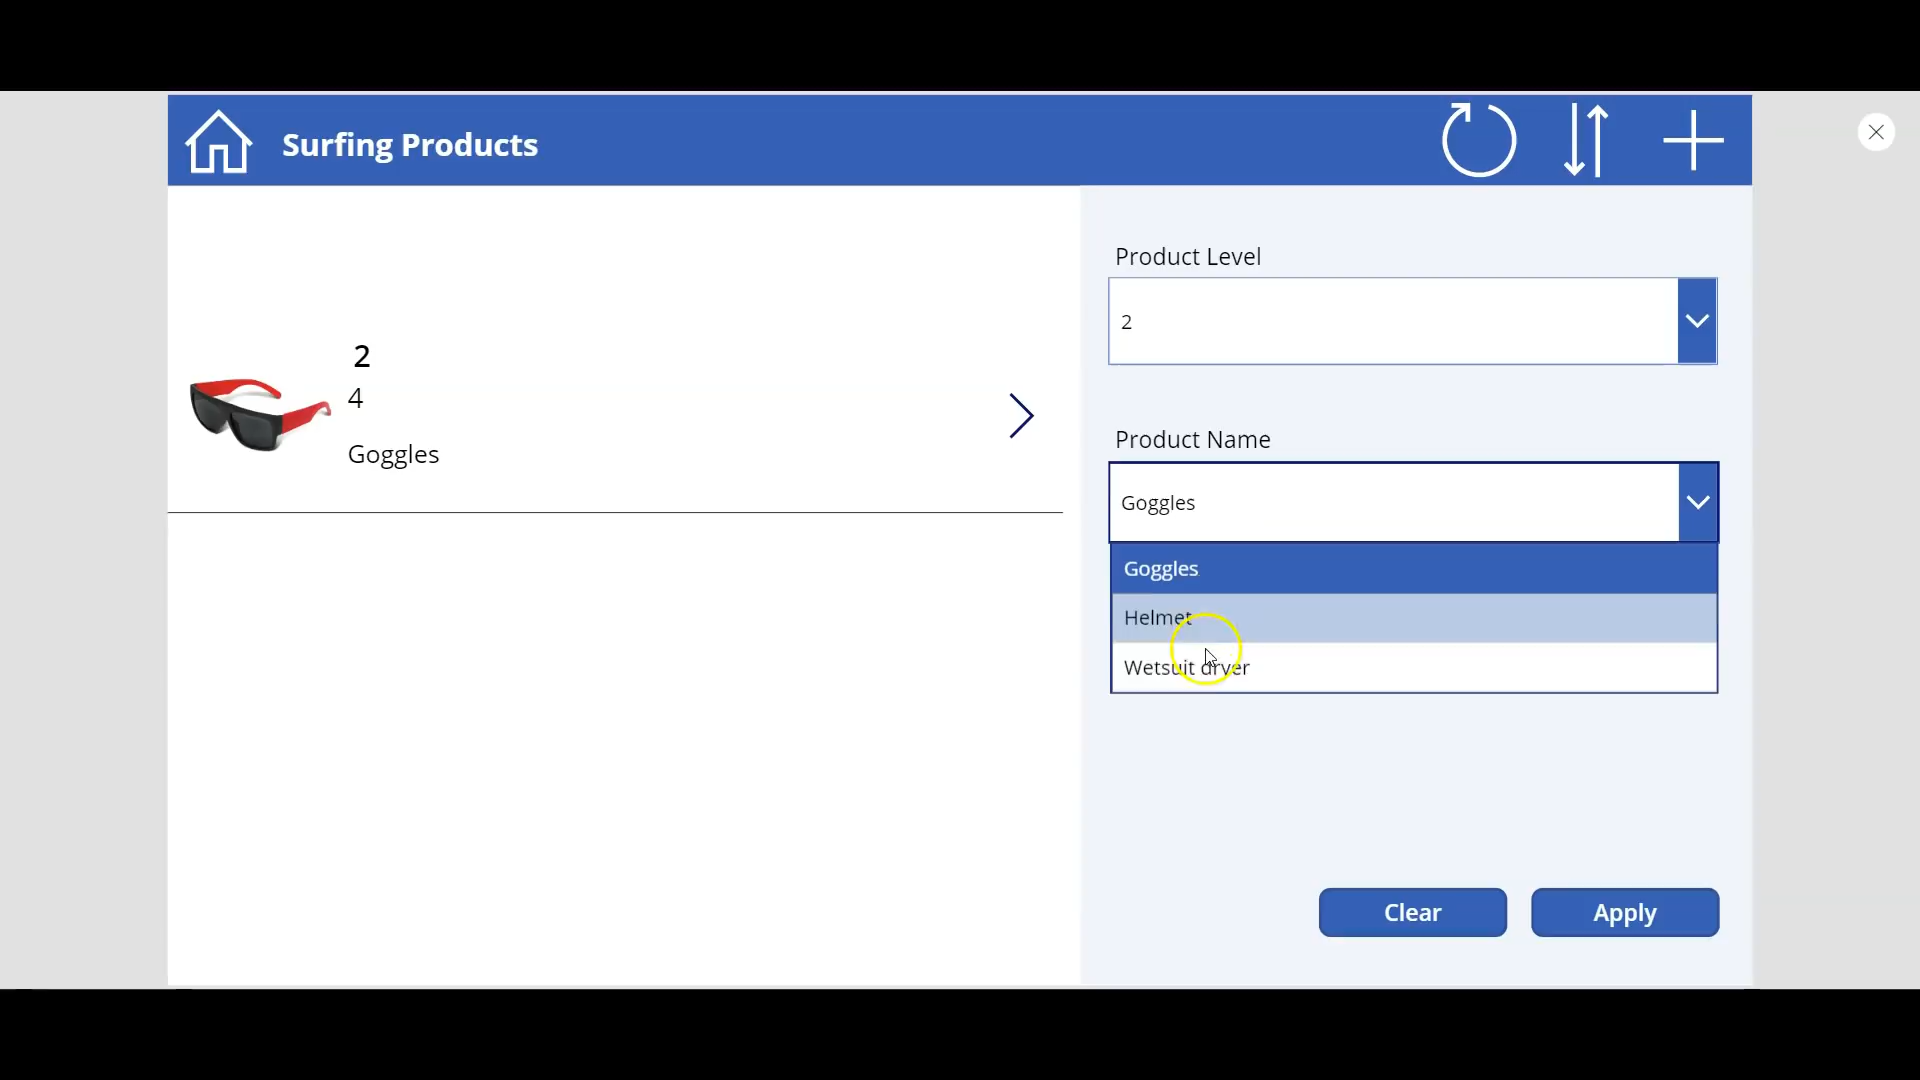 Surfing Products
2
4
Goggles
Product Level
2
Product Name
Goggles
Goggles
Helmet
Wetsuit dryer
Clear
Apply